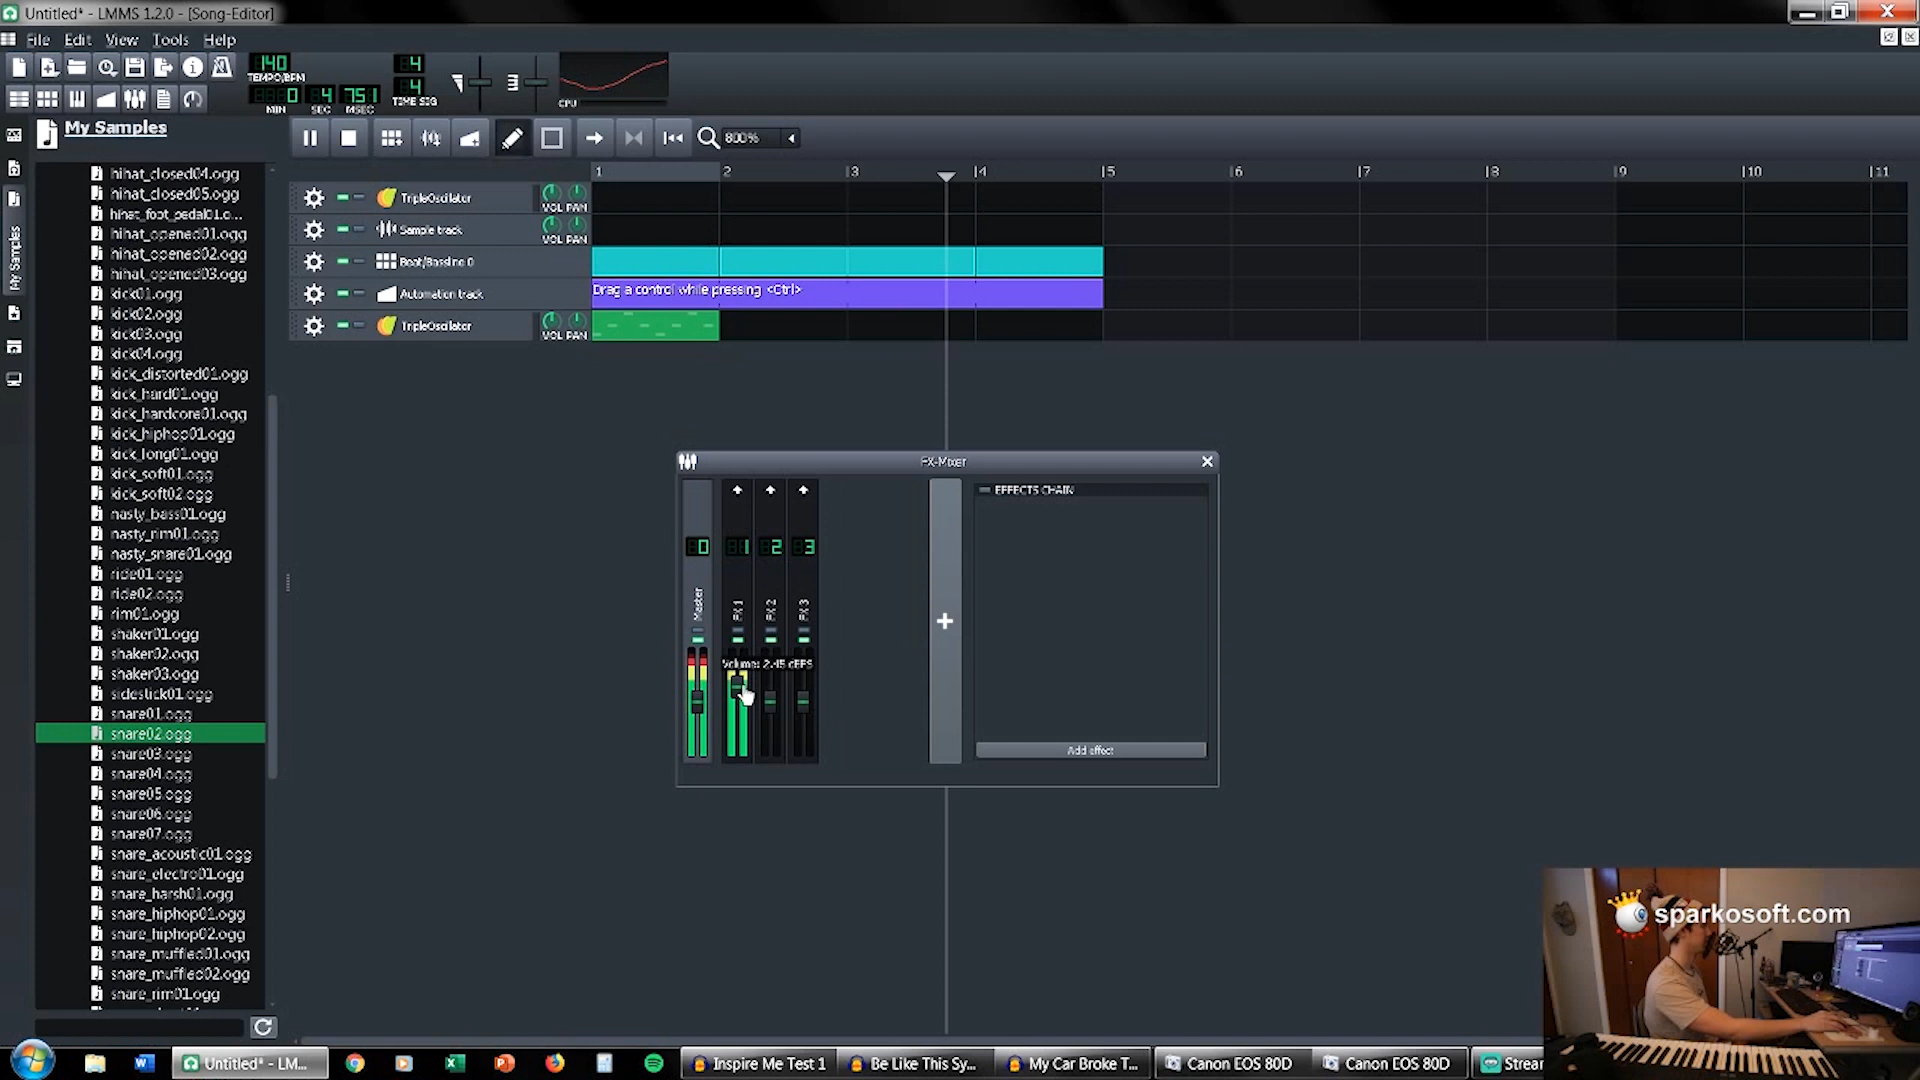 Untitled* - LMMS 1.2.0 - [Song-Editor]
File Edit View Tools Help
140
TEMPO/BPM
0 4 751
MIN SEC MSEC
4
4
TIME SIG
CPU
My Samples
800%
My Samples
hihat_closed04.ogg
hihat_closed05.ogg
hihat_foot_pedal01.o...
hihat_opened01.ogg
hihat_opened02.ogg
hihat_opened03.ogg
kick01.ogg
kick02.ogg
kick03.ogg
kick04.ogg
kick_distorted01.ogg
kick_hard01.ogg
kick_hardcore01.ogg
kick_hiphop01.ogg
kick_long01.ogg
kick_soft01.ogg
kick_soft02.ogg
nasty_bass01.ogg
nasty_rim01.ogg
nasty_snare01.ogg
ride01.ogg
ride02.ogg
rim01.ogg
shaker01.ogg
shaker02.ogg
shaker03.ogg
sidestick01.ogg
snare01.ogg
snare02.ogg
snare03.ogg
snare04.ogg
snare05.ogg
snare06.ogg
snare07.ogg
snare_acoustic01.ogg
snare_electro01.ogg
snare_harsh01.ogg
snare_hiphop01.ogg
snare_hiphop02.ogg
snare_muffled01.ogg
snare_muffled02.ogg
snare_rim01.ogg
1 2 3 4 5 6 7 8 9 10 11
TripleOscillator VOL PAN
Sample track VOL PAN
Beat/Bassline 0
Automation track Drag a control while pressing <Ctrl>
TripleOscillator VOL PAN
FX-Mixer
EFFECTS CHAIN
0 1 2 3
Master FX 1 FX 2 FX 3
Volume: 2.45 dBFS
Add effect
sparkosoft.com
Untitled* - LM... Inspire Me Test 1 Be Like This Sy... My Car Broke T... Canon EOS 80D Canon EOS 80D Strear